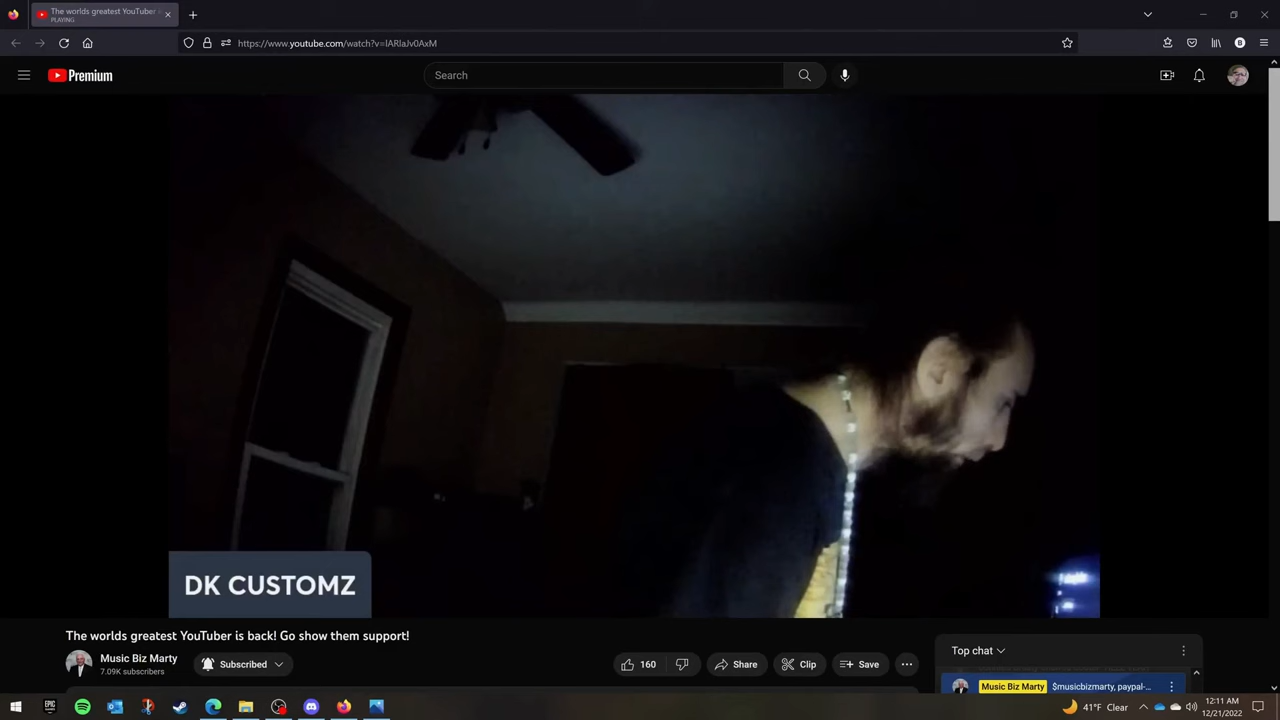 The worlds greatest YouTuber
PLAYING
https://www.youtube.com/watch?v=lARlaJv0AxM
B
Premium
Search
DK CUSTOMZ
The worlds greatest YouTuber is back! Go show them support!
Music Biz Marty
7.09K subscribers
Subscribed
160
Share
Clip
Save
Top chat
Music Biz Marty $musicbizmarty, paypal-...
EPIC
41°F Clear
12:11 AM
12/21/2022